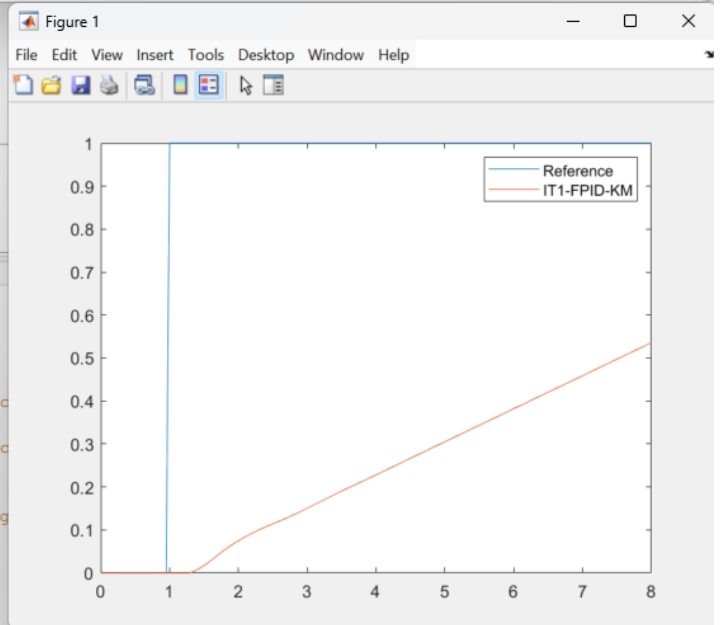 Figure 1
File Edit View Insert Tools Desktop Window Help
1
0.9
0.8
0.7
0.6
0.5
0.4
0.3
0.2
0.1
0
0 1 2 3 4 5 6 7 8
Reference
IT1-FPID-KM
c
c
g